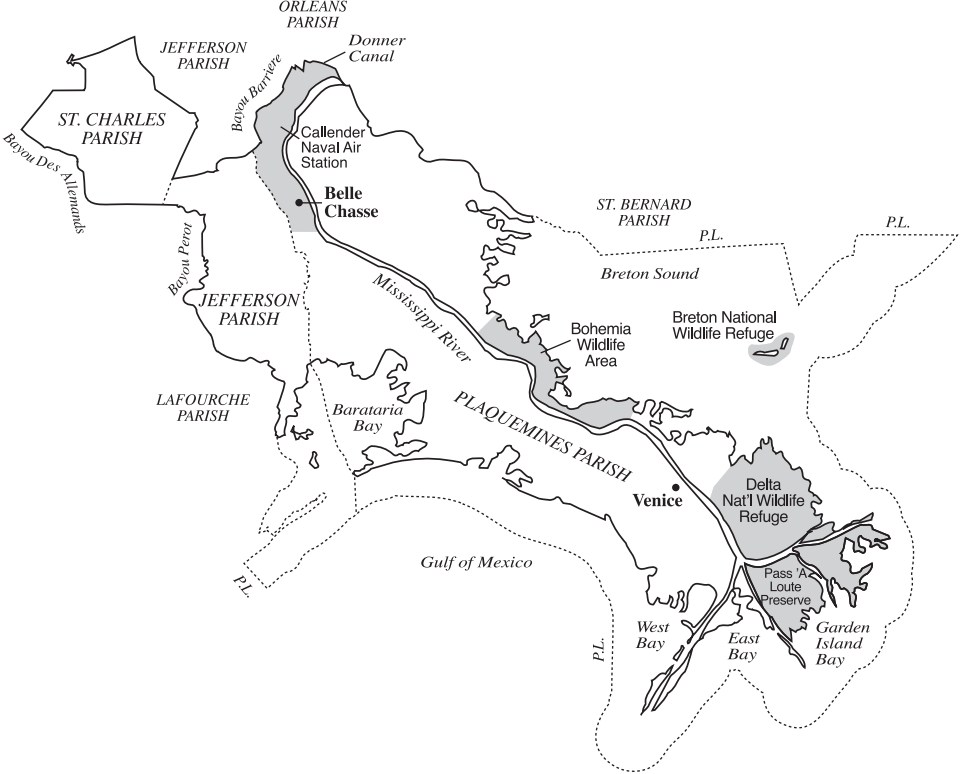 ORLEANS
PARISH
JEFFERSON
PARISH
Donner
Canal
Bayou Barriere
ST. CHARLES
PARISH
Callender
Naval Air
Station
Bayou Des Allemands
Belle
Chasse
ST. BERNARD
PARISH
P.L.
P.L.
Bayou Perot
Breton Sound
Mississippi River
JEFFERSON
PARISH
Breton National
Wildlife Refuge
Bohemia
Wildlife
Area
LAFOURCHE
PARISH
Barataria
Bay
PLAQUEMINES PARISH
Venice
Delta
Nat'l Wildlife
Refuge
Gulf of Mexico
P.L.
Pass 'A
Loute
Preserve
West
Bay
East
Bay
Garden
Island
Bay
P.L.